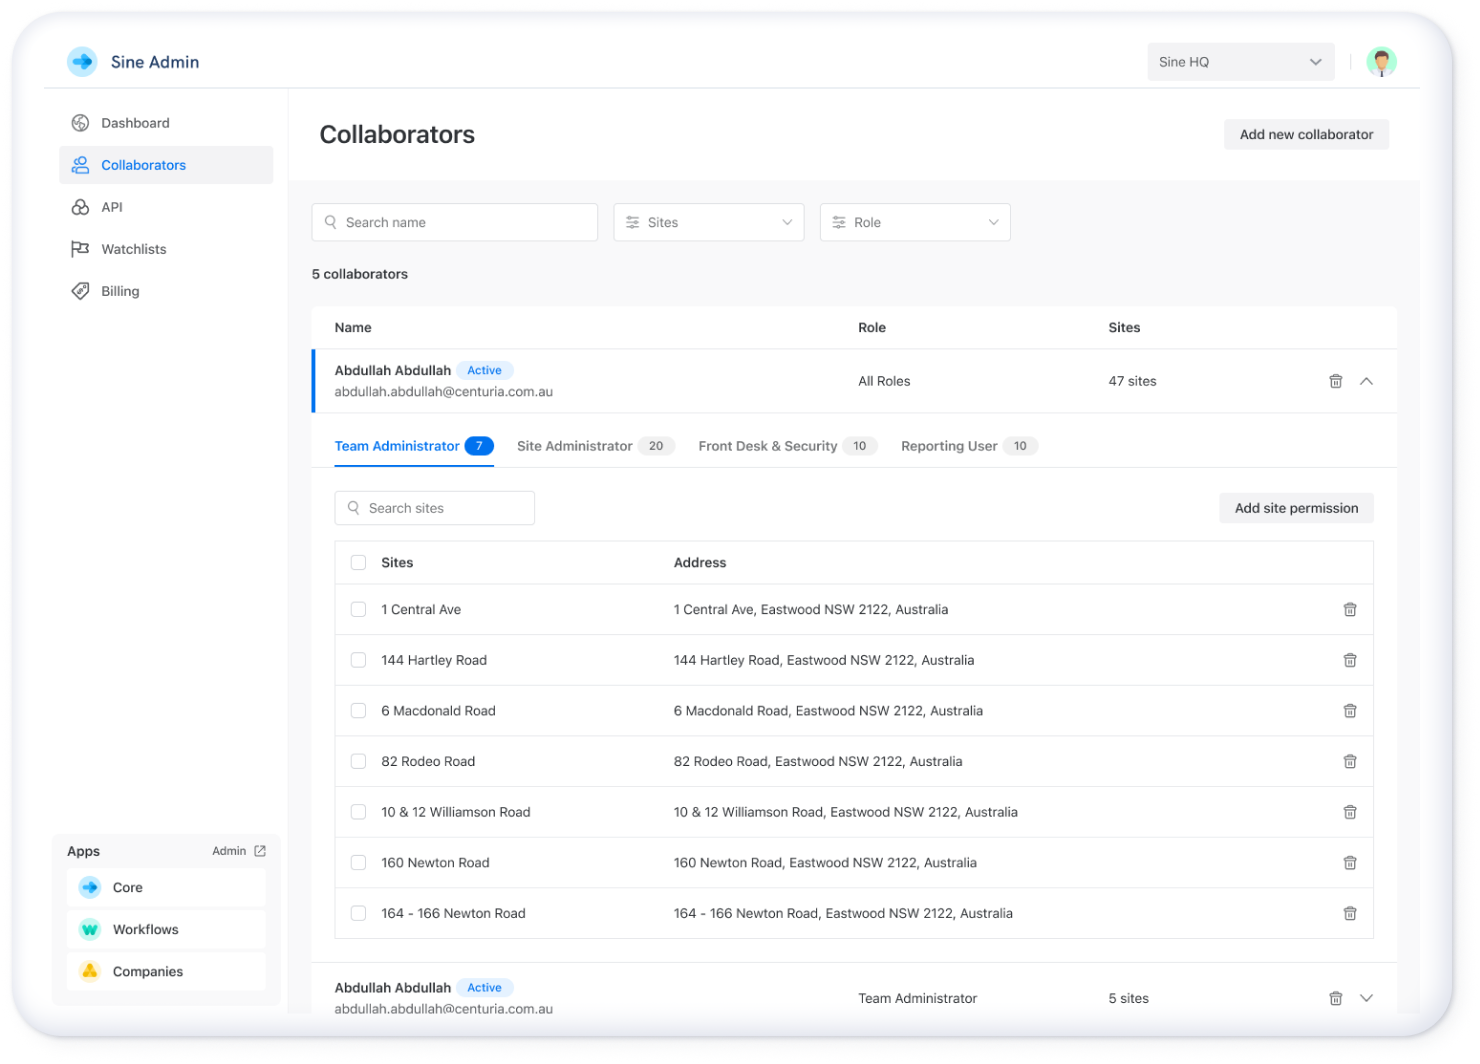 Sine Admin
Sine HQ
Dashboard
Collaborators
API
Watchlists
Billing
Apps
Admin
Core
Workflows
Companies
Collaborators
Add new collaborator
Search name
Sites
Role
5 collaborators
Name Role Sites
Abdullah Abdullah Active
abdullah.abdullah@centuria.com.au
All Roles
47 sites
Team Administrator 7 Site Administrator 20 Front Desk & Security 10 Reporting User 10
Search sites
Add site permission
Sites Address
1 Central Ave 1 Central Ave, Eastwood NSW 2122, Australia
144 Hartley Road 144 Hartley Road, Eastwood NSW 2122, Australia
6 Macdonald Road 6 Macdonald Road, Eastwood NSW 2122, Australia
82 Rodeo Road 82 Rodeo Road, Eastwood NSW 2122, Australia
10 & 12 Williamson Road 10 & 12 Williamson Road, Eastwood NSW 2122, Australia
160 Newton Road 160 Newton Road, Eastwood NSW 2122, Australia
164 - 166 Newton Road 164 - 166 Newton Road, Eastwood NSW 2122, Australia
Abdullah Abdullah Active
abdullah.abdullah@centuria.com.au
Team Administrator
5 sites